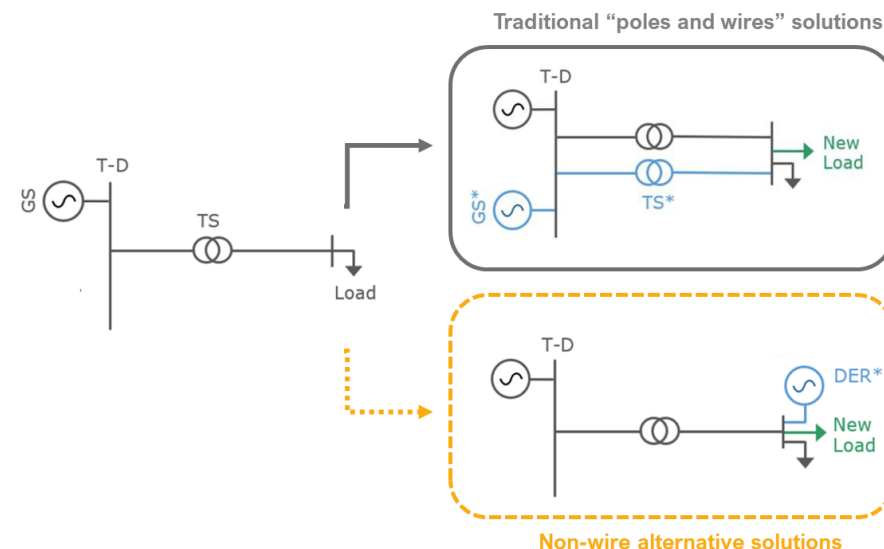 Traditional “poles and wires” solutions
T-D
GS
TS
Load
T-D
GS*
TS*
New
Load
T-D
DER*
New
Load
Non-wire alternative solutions